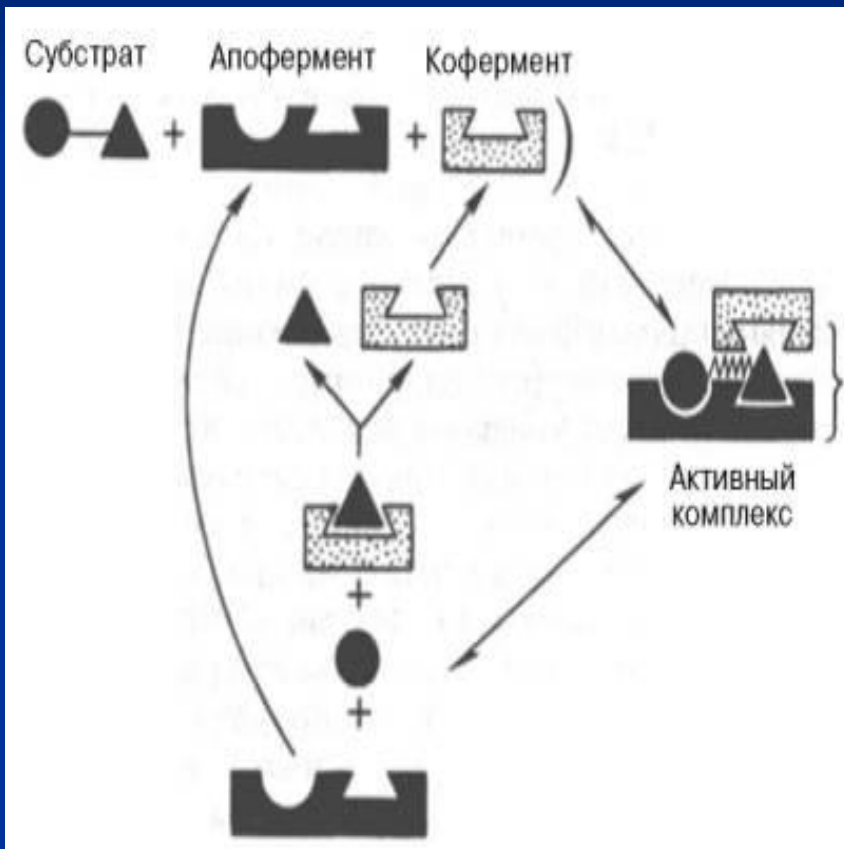 Субстрат Апофермент Кофермент
Активный
комплекс